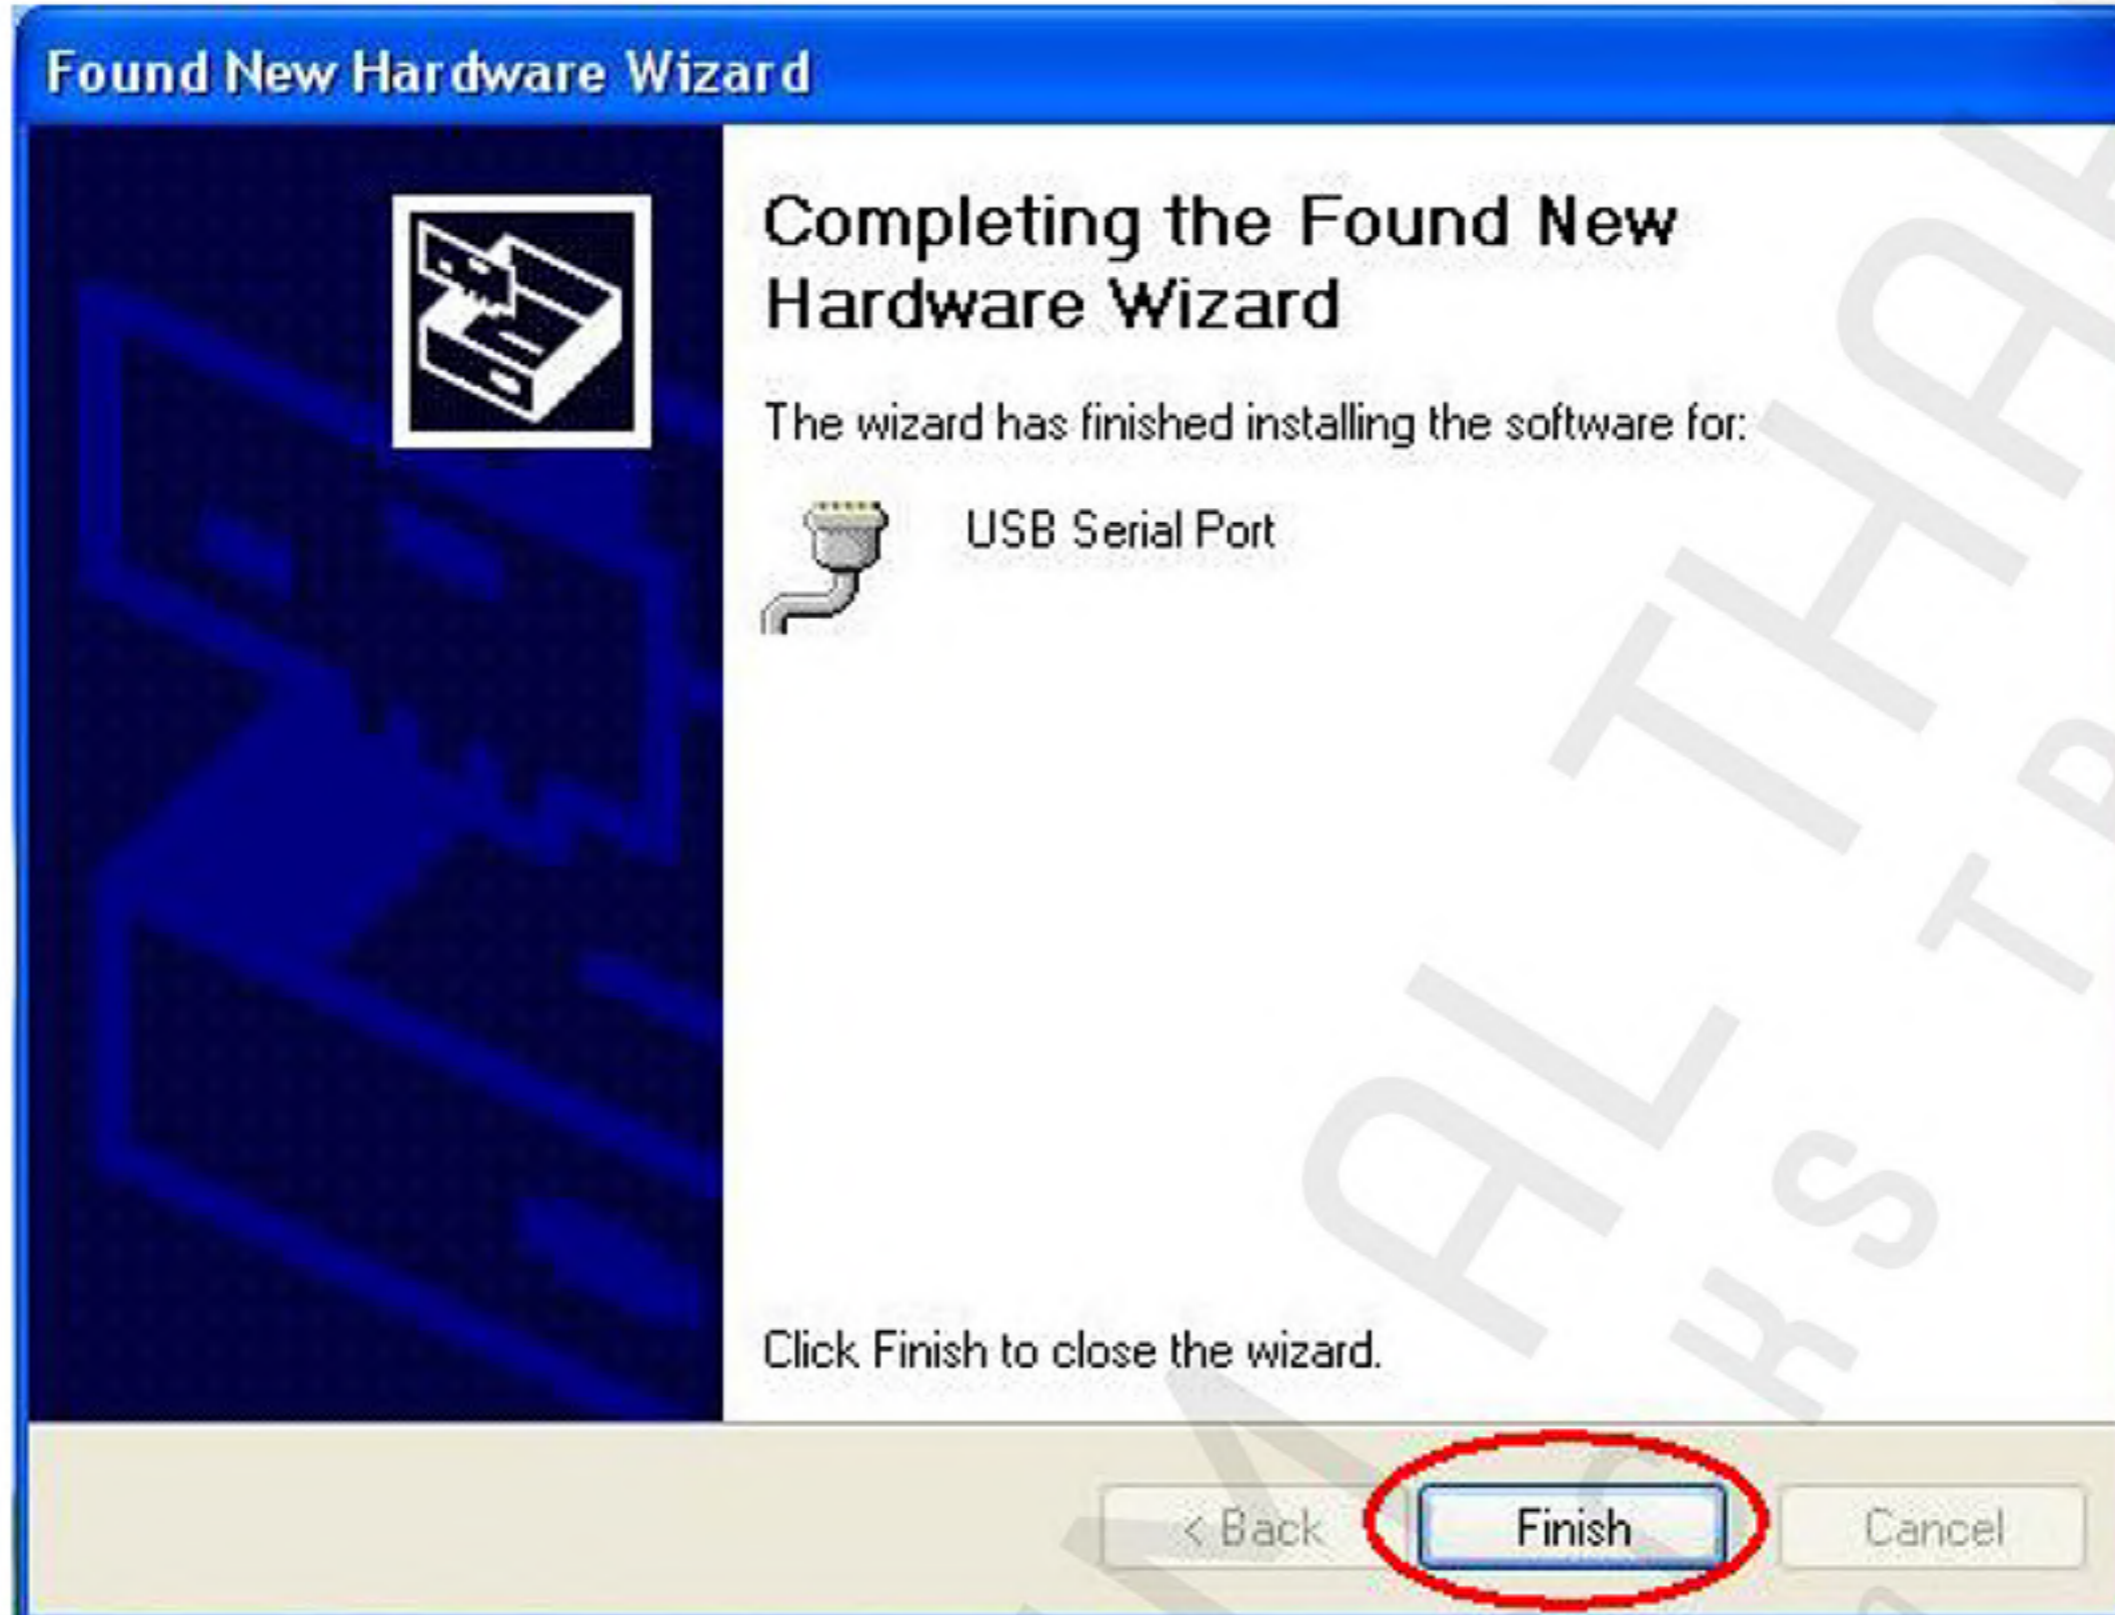 Found New Hardware Wizard
Completing the Found New
Hardware Wizard
The wizard has finished installing the software for:
USB Serial Port
Click Finish to close the wizard.
< Back
Finish
Cancel